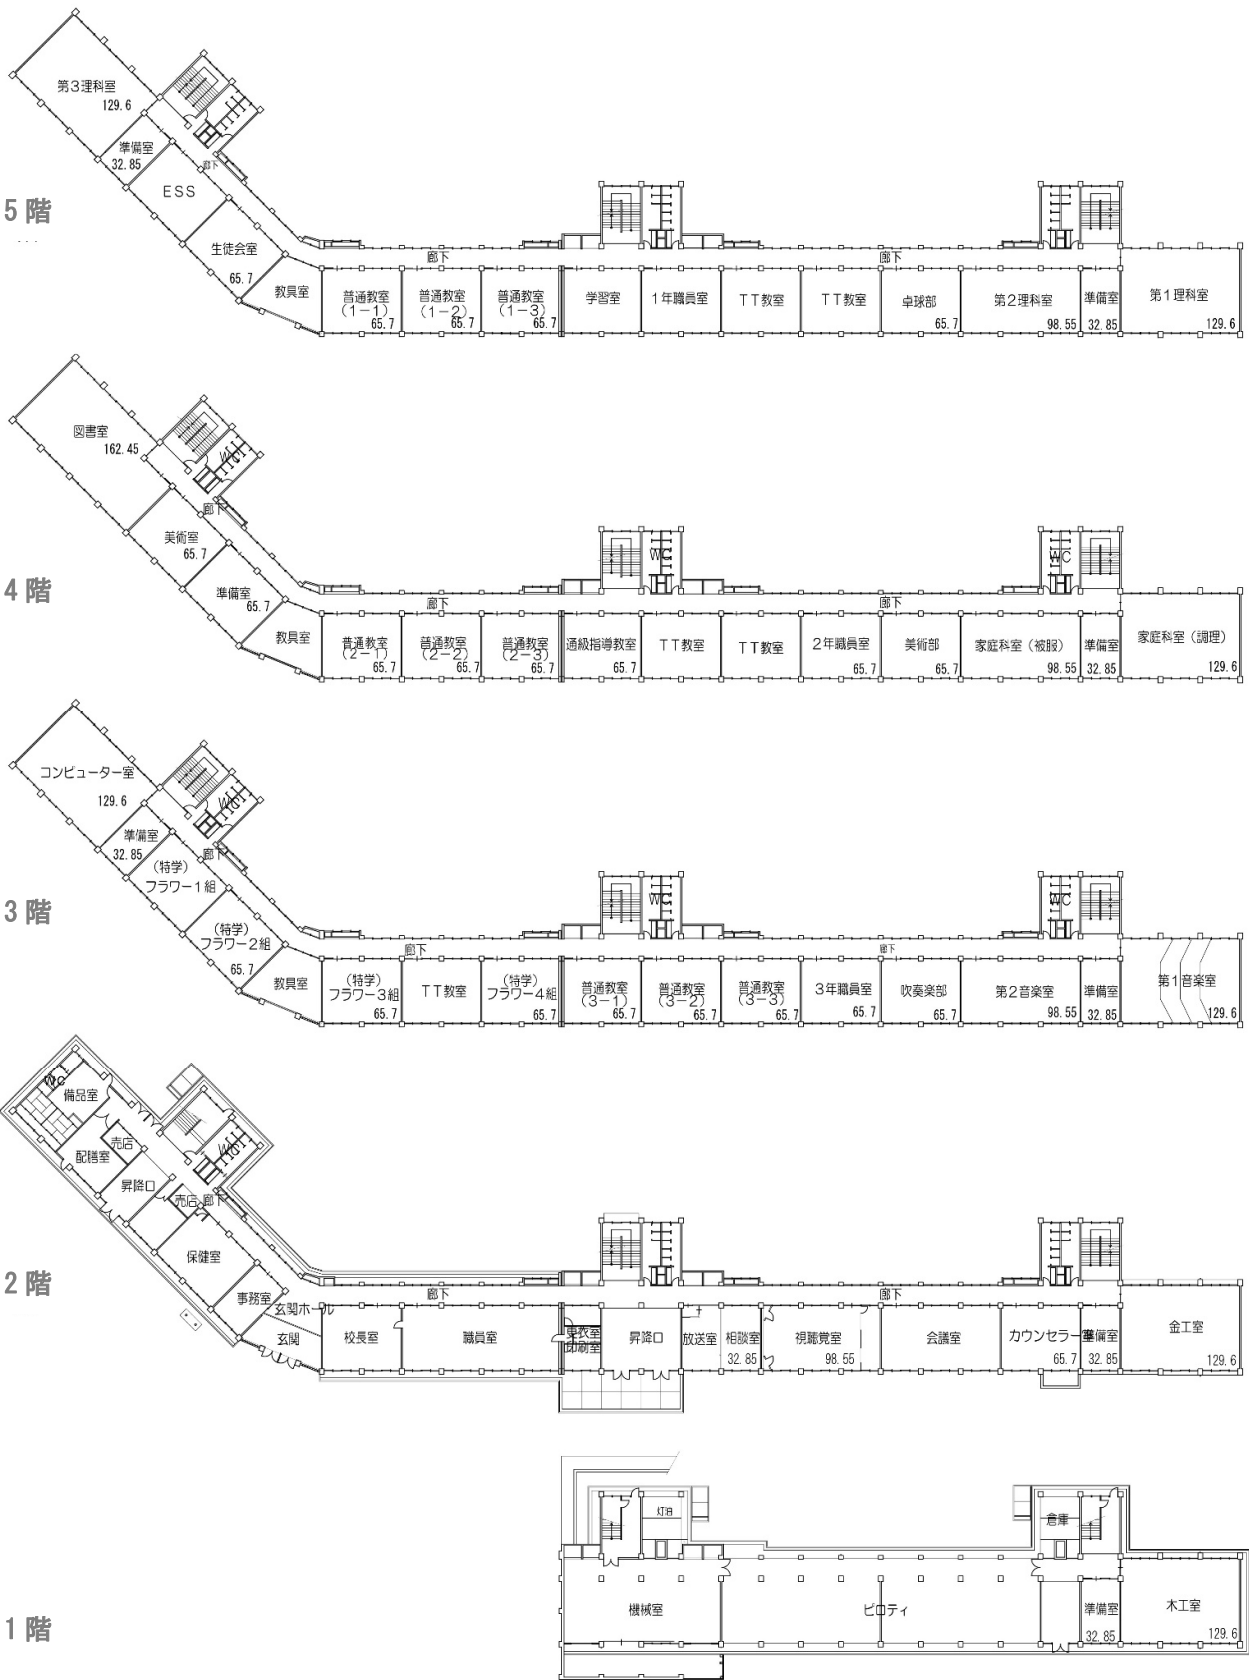 第3理科室
129.6
準備室
32.85
ESS
廊下
生徒会室
65.7
教具室
5階
廊下
廊下
普通教室
(1-1)
65.7
普通教室
(1-2)
65.7
普通教室
(1-3)
65.7
学習室
1年職員室
TT教室
TT教室
卓球部
65.7
第2理科室
98.55
準備室
32.85
第1理科室
129.6
図書室
162.45
WC
廊下
美術室
65.7
準備室
65.7
教具室
4階
WC
WC
廊下
廊下
普通教室
(2-1)
65.7
普通教室
(2-2)
65.7
普通教室
(2-3)
65.7
通級指導教室
65.7
TT教室
TT教室
2年職員室
65.7
美術部
65.7
家庭科室(被服)
98.55
準備室
32.85
家庭科室(調理)
129.6
コンピューター室
129.6
WC
準備室
32.85
廊下
(特学)
フラワー1組
(特学)
フラワー2組
65.7
教具室
3階
WC
WC
廊下
廊下
(特学)
フラワー3組
65.7
TT教室
(特学)
フラワー4組
65.7
普通教室
(3-1)
65.7
普通教室
(3-2)
65.7
普通教室
(3-3)
65.7
3年職員室
65.7
吹奏楽部
65.7
第2音楽室
98.55
準備室
32.85
第1音楽室
129.6
WC
備品室
売店
配膳室
WC
昇降口
売店
廊下
保健室
事務室
玄関ホール
玄関
2階
廊下
廊下
校長室
職員室
更衣室
印刷室
昇降口
放送室
相談室
32.85
視聴覚室
98.55
会議室
カウンセラー室
65.7
準備室
32.85
金工室
129.6
1階
灯油
倉庫
機械室
ピロティ
準備室
32.85
木工室
129.6